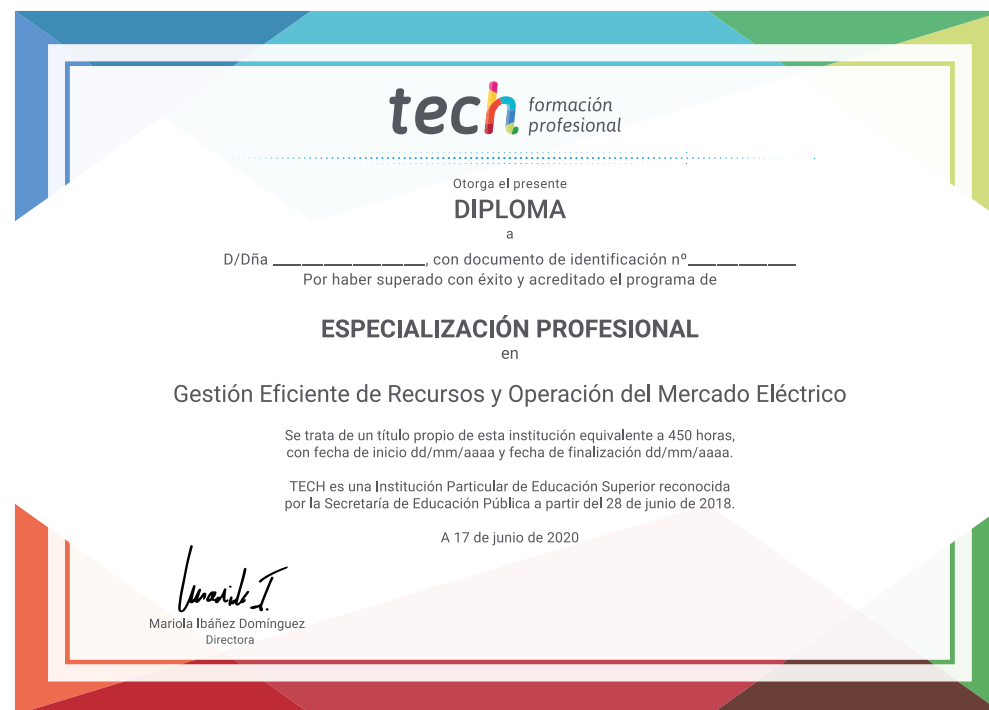 tech formación
profesional
Otorga el presente
DIPLOMA
a
D/Dña ______________, con documento de identificación nº__________
Por haber superado con éxito y acreditado el programa de
ESPECIALIZACIÓN PROFESIONAL
en
Gestión Eficiente de Recursos y Operación del Mercado Eléctrico
Se trata de un título propio de esta institución equivalente a 450 horas,
con fecha de inicio dd/mm/aaaa y fecha de finalización dd/mm/aaaa.
TECH es una Institución Particular de Educación Superior reconocida
por la Secretaría de Educación Pública a partir del 28 de junio de 2018.
A 17 de junio de 2020
Mariola Ibáñez Domínguez
Directora